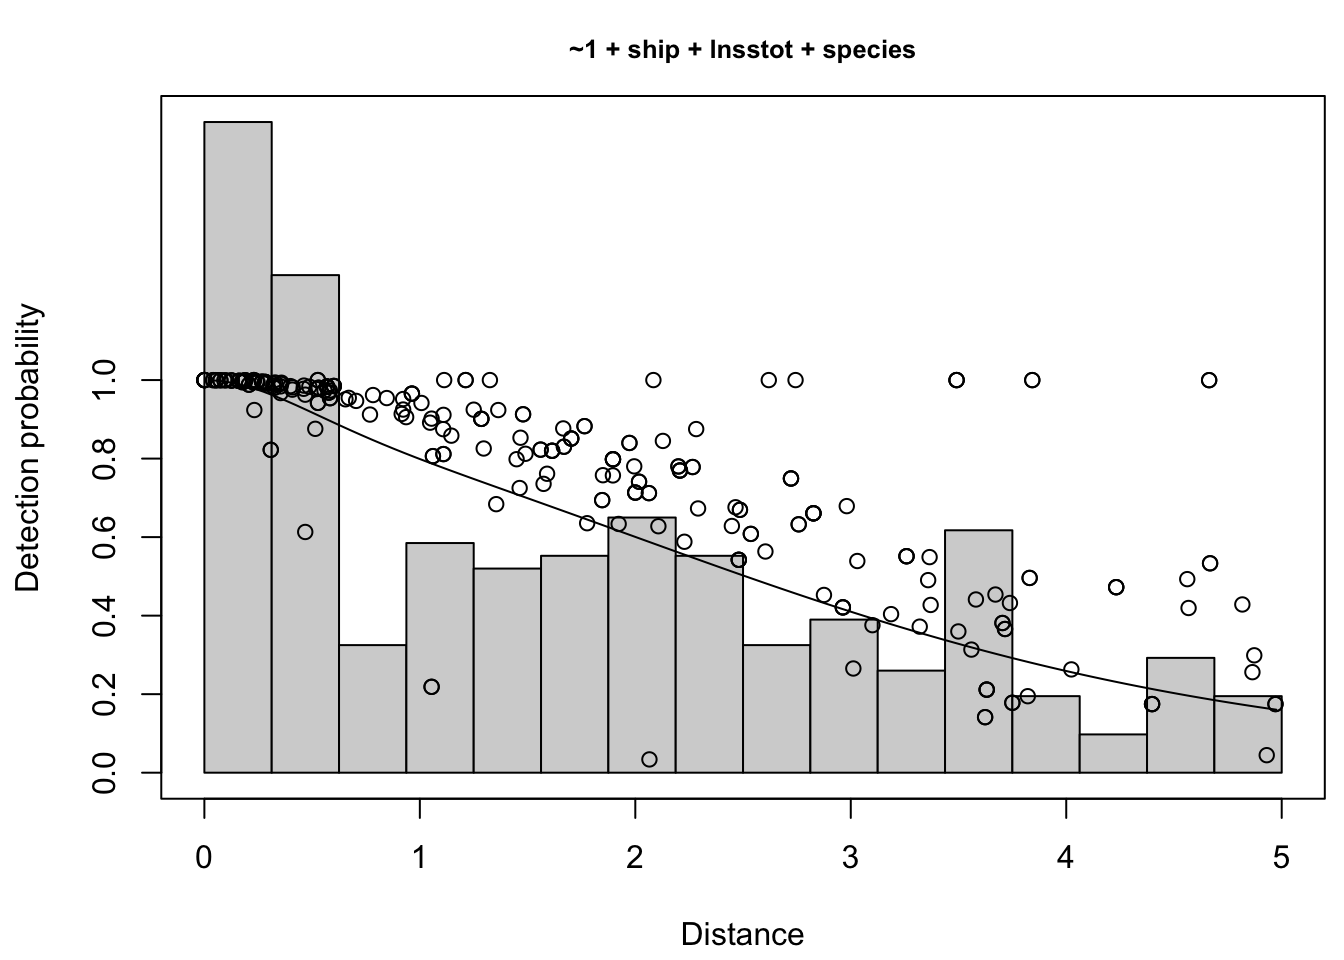 ~1 + ship + lnsstot + species
Detection probability
1.0
0.8
0.6
0.4
0.2
0.0
0 1 2 3 4 5
Distance